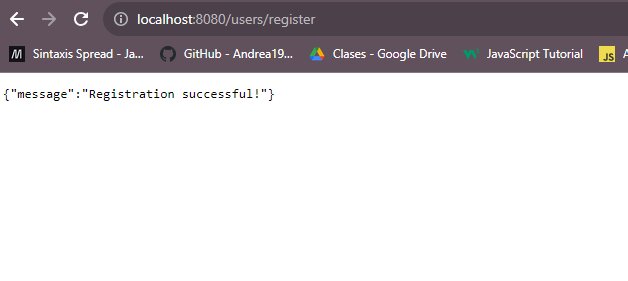 localhost:8080/users/register
Sintaxis Spread - Ja... GitHub - Andrea19... Clases - Google Drive JavaScript Tutorial JS A
{"message":"Registration successful!"}